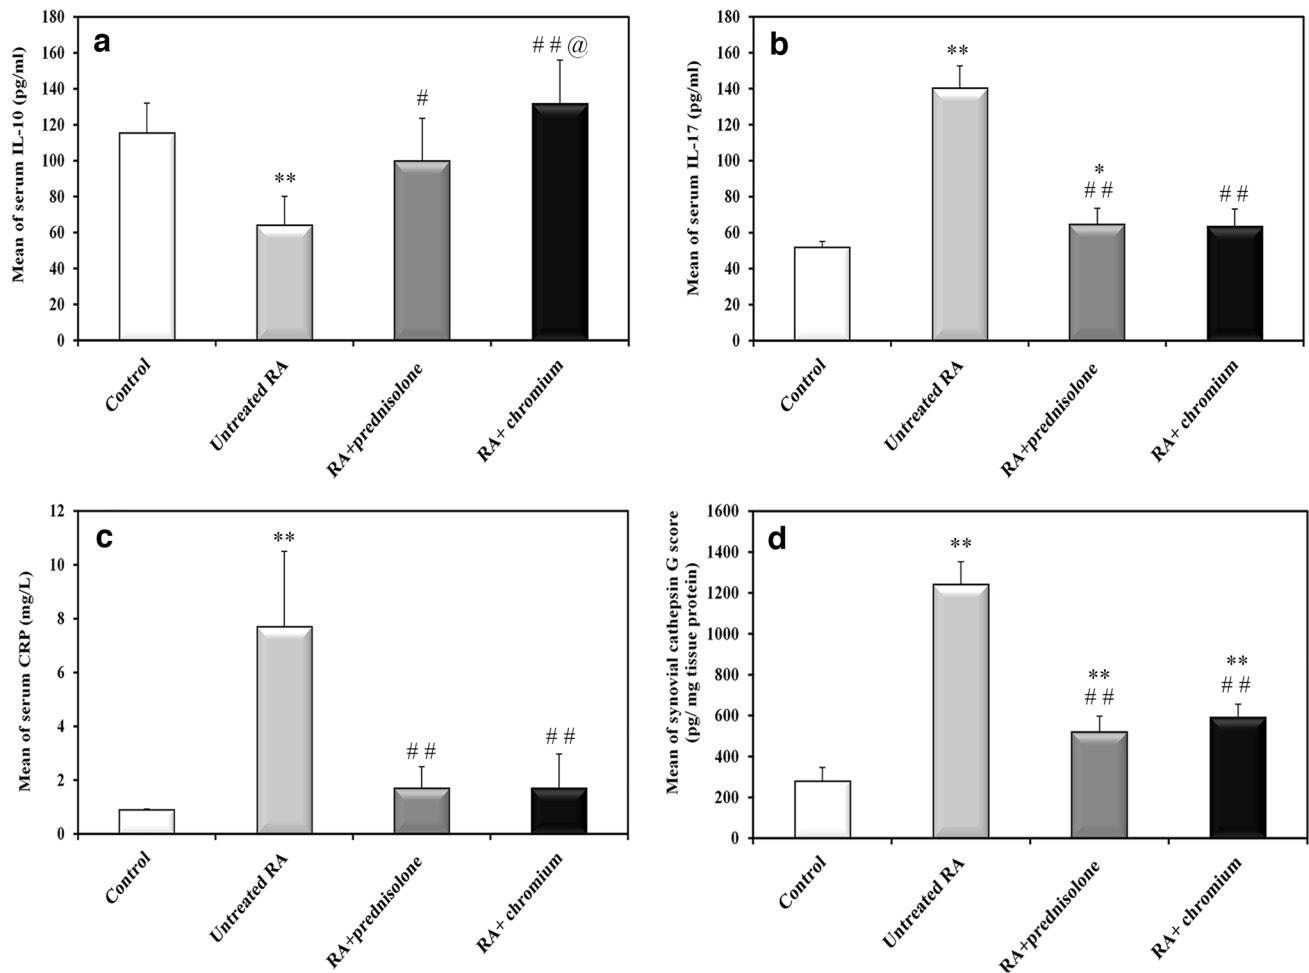 a
Mean of serum IL-10 (pg/ml)
180
160
140
120
100
80
60
40
20
0
**
#
# # @
Control
Untreated RA
RA+prednisolone
RA+ chromium
b
Mean of serum IL-17 (pg/ml)
180
160
140
120
100
80
60
40
20
0
**
*
# #
# #
Control
Untreated RA
RA+prednisolone
RA+ chromium
c
Mean of serum CRP (mg/L)
12
10
8
6
4
2
0
**
# #
# #
Control
Untreated RA
RA+prednisolone
RA+ chromium
d
Mean of synovial cathepsin G score
(pg/ mg tissue protein)
1600
1400
1200
1000
800
600
400
200
0
**
**
# #
**
# #
Control
Untreated RA
RA+prednisolone
RA+ chromium